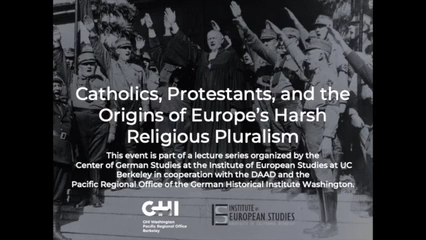 Catholics, Protestants, and the
Origins of Europe's Harsh
Religious Pluralism
This event is part of a lecture series organized by the
Center of German Studies at the Institute of European Studies at UC
Berkeley in cooperation with the DAAD and the
Pacific Regional Office of the German Historical Institute Washington.
GHI
GHI Washington
Pacific Regional Office
Berkeley
INSTITUTE of
EUROPEAN STUDIES